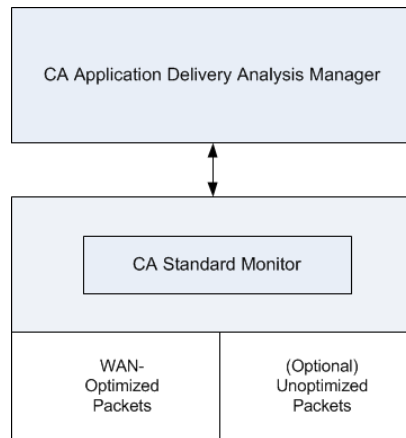 CA Application Delivery Analysis Manager
CA Standard Monitor
WAN-
Optimized
Packets
(Optional)
Unoptimized
Packets